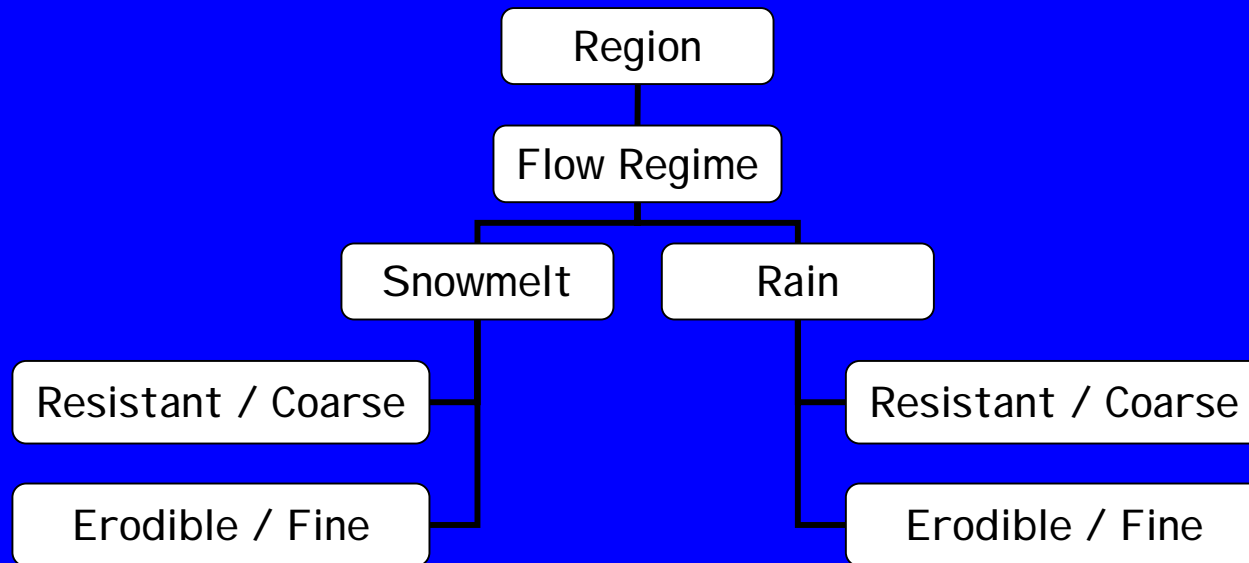 Region
Flow Regime
Snowmelt
Rain
Resistant / Coarse
Resistant / Coarse
Erodible / Fine
Erodible / Fine